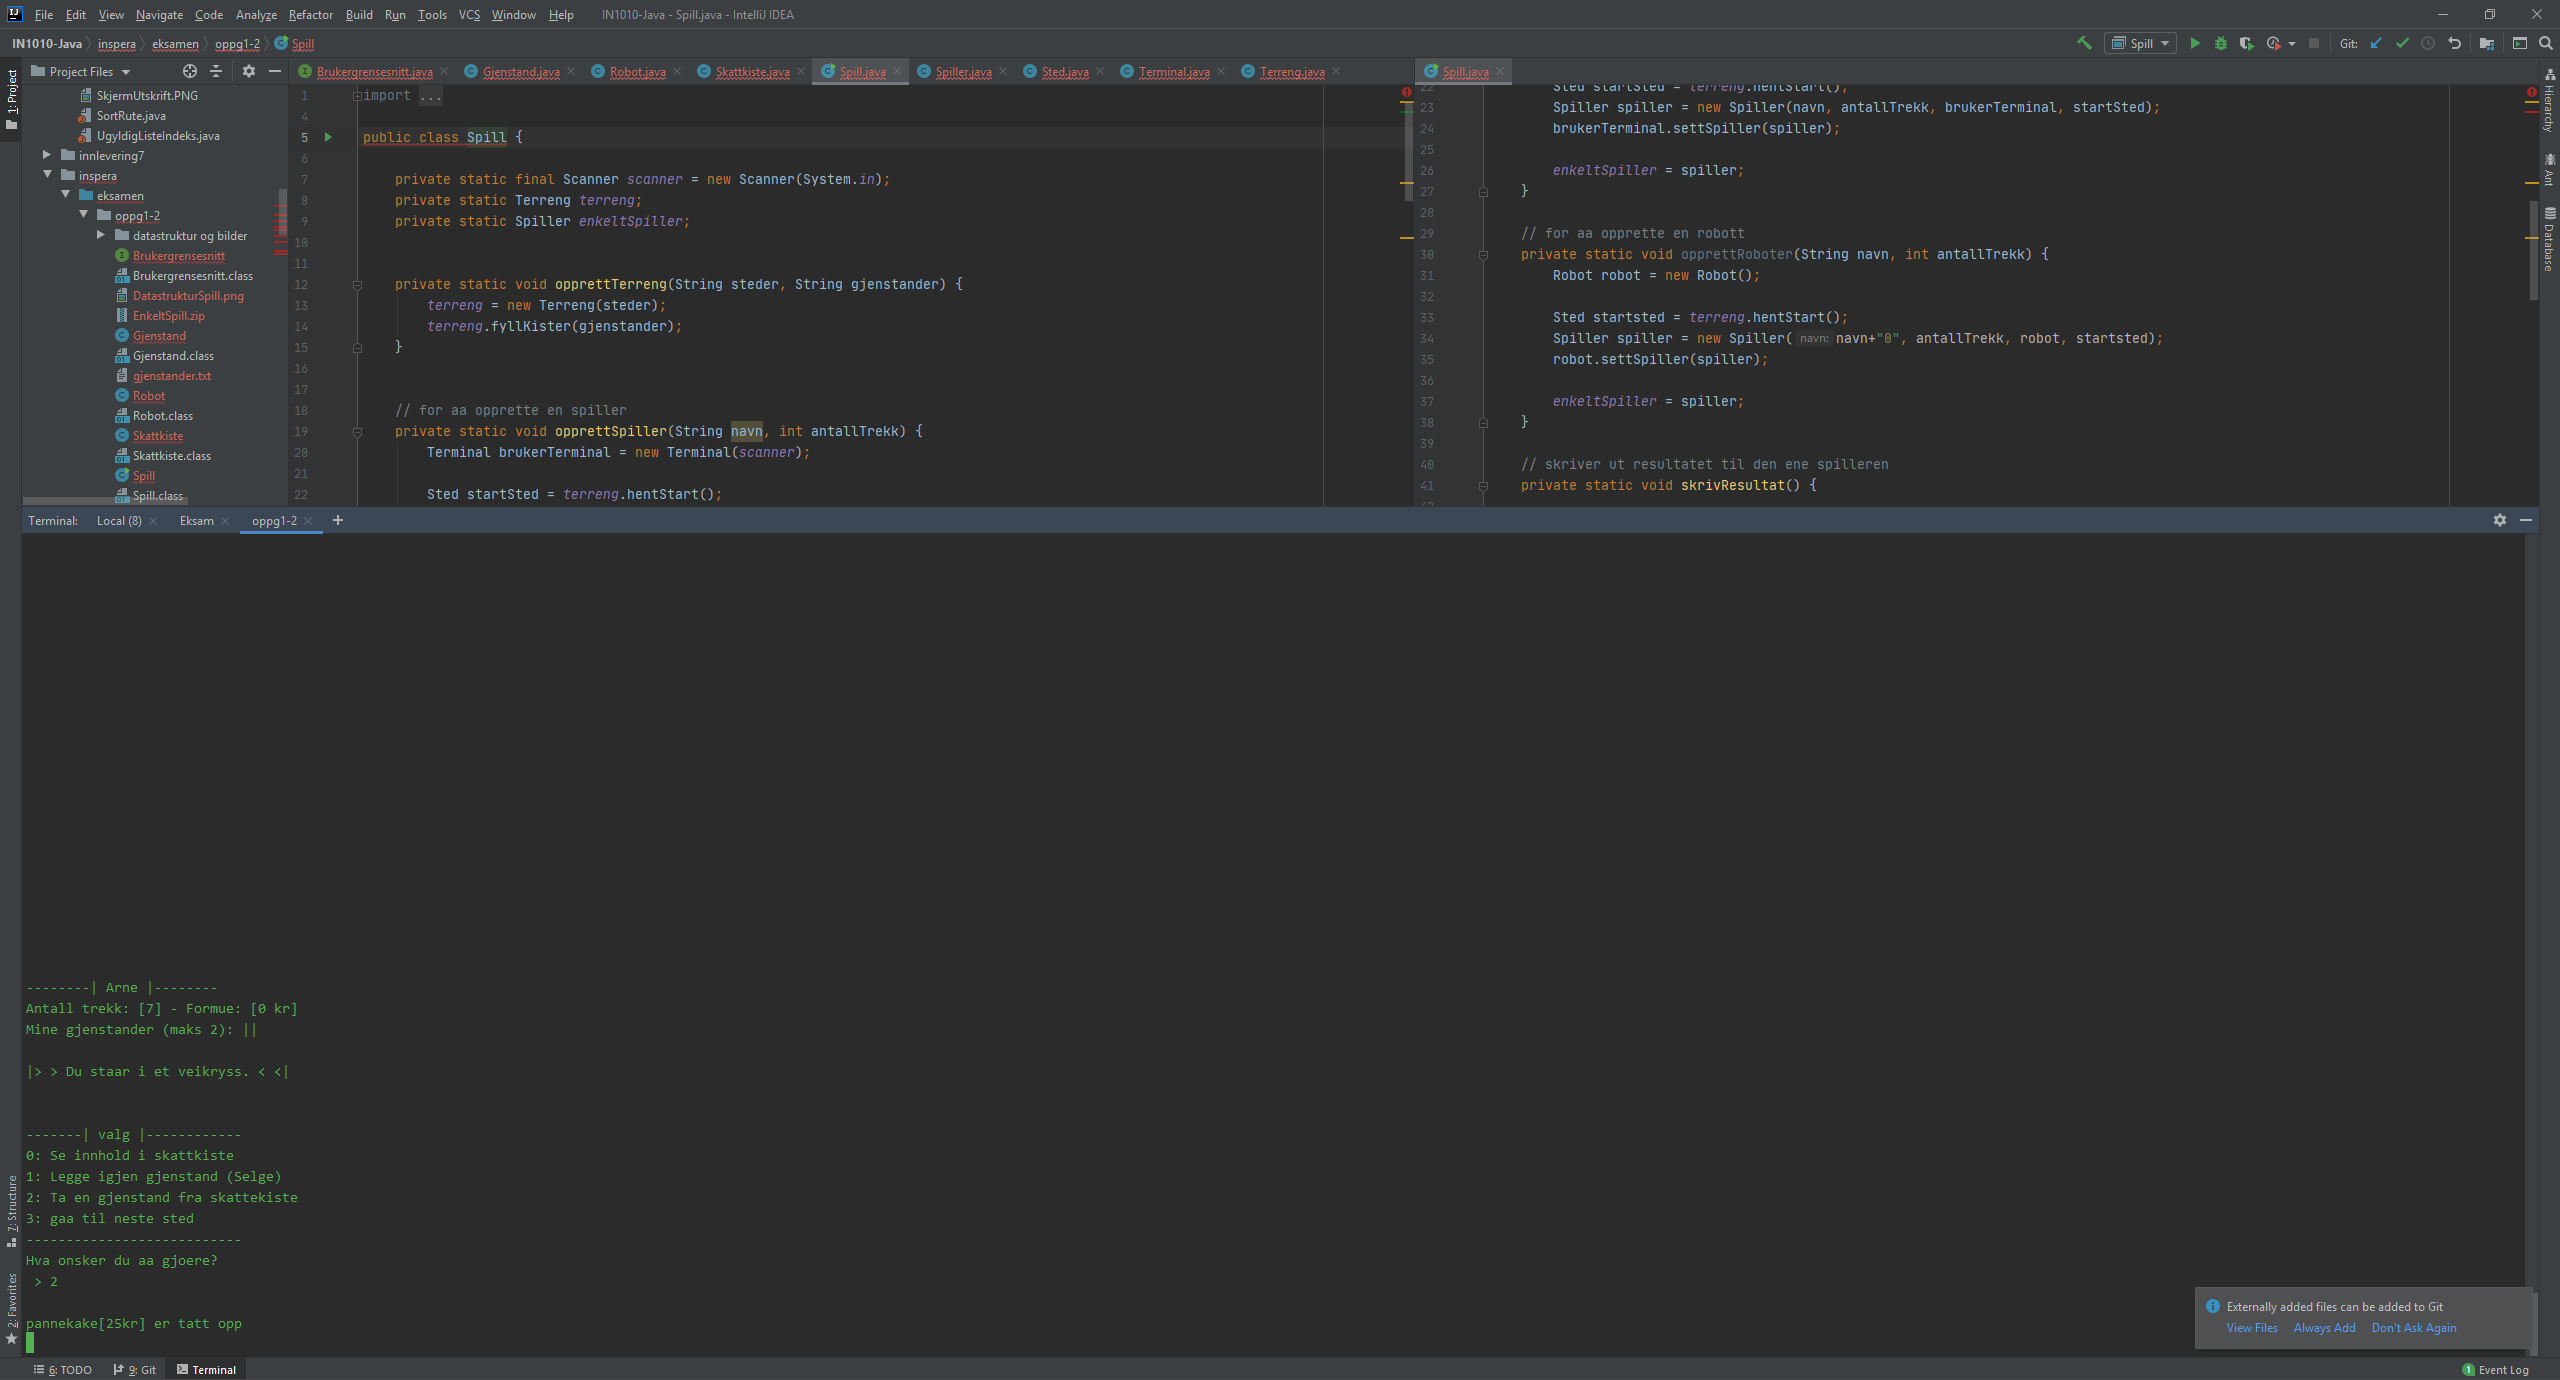 File Edit View Navigate Code Analyze Refactor Build Run Tools VCS Window Help IN1010-Java - Spill.java - IntelliJ IDEA
IN1010-Java inspera eksamen oppg1-2 Spill
Spill Git:
1: Project
Project Files
SkjermUtskrift.PNG
SortRute.java
UgyldigListeIndeks.java
innlevering7
inspera
eksamen
oppg1-2
datastruktur og bilder
Brukergrensesnitt
Brukergrensesnitt.class
DatastrukturSpill.png
EnkeltSpill.zip
Gjenstand
Gjenstand.class
gjenstander.txt
Robot
Robot.class
Skattkiste
Skattkiste.class
Spill
Spill.class
Brukergrensesnitt.java Gjenstand.java Robot.java Skattkiste.java Spill.java Spiller.java Sted.java Terminal.java Terreng.java
1 import ...
4
5 public class Spill {
6
7 private static final Scanner scanner = new Scanner(System.in);
8 private static Terreng terreng;
9 private static Spiller enkeltSpiller;
10
11
12 private static void opprettTerreng(String steder, String gjenstander) {
13 terreng = new Terreng(steder);
14 terreng.fyllKister(gjenstander);
15 }
16
17
18 // for aa opprette en spiller
19 private static void opprettSpiller(String navn, int antallTrekk) {
20 Terminal brukerTerminal = new Terminal(scanner);
21
22 Sted startSted = terreng.hentStart();
Spill.java
22 Sted startSted = terreng.hentStart();
23 Spiller spiller = new Spiller(navn, antallTrekk, brukerTerminal, startSted);
24 brukerTerminal.settSpiller(spiller);
25
26 enkeltSpiller = spiller;
27 }
28
29 // for aa opprette en robott
30 private static void opprettRoboter(String navn, int antallTrekk) {
31 Robot robot = new Robot();
32
33 Sted startsted = terreng.hentStart();
34 Spiller spiller = new Spiller( navn: navn+"0", antallTrekk, robot, startsted);
35 robot.settSpiller(spiller);
36
37 enkeltSpiller = spiller;
38 }
39
40 // skriver ut resultatet til den ene spilleren
41 private static void skrivResultat() {
Hierarchy
Ant
Database
Terminal: Local (8) Eksam oppg1-2 +
--------| Arne |--------
Antall trekk: [7] - Formue: [0 kr]
Mine gjenstander (maks 2): ||
|> > Du staar i et veikryss. < <|
-------| valg |------------
0: Se innhold i skattkiste
1: Legge igjen gjenstand (Selge)
2: Ta en gjenstand fra skattekiste
3: gaa til neste sted
---------------------------
Hva onsker du aa gjoere?
> 2
pannekake[25kr] er tatt opp
7: Structure
2: Favorites
Externally added files can be added to Git
View Files Always Add Don't Ask Again
6: TODO 9: Git Terminal
1 Event Log